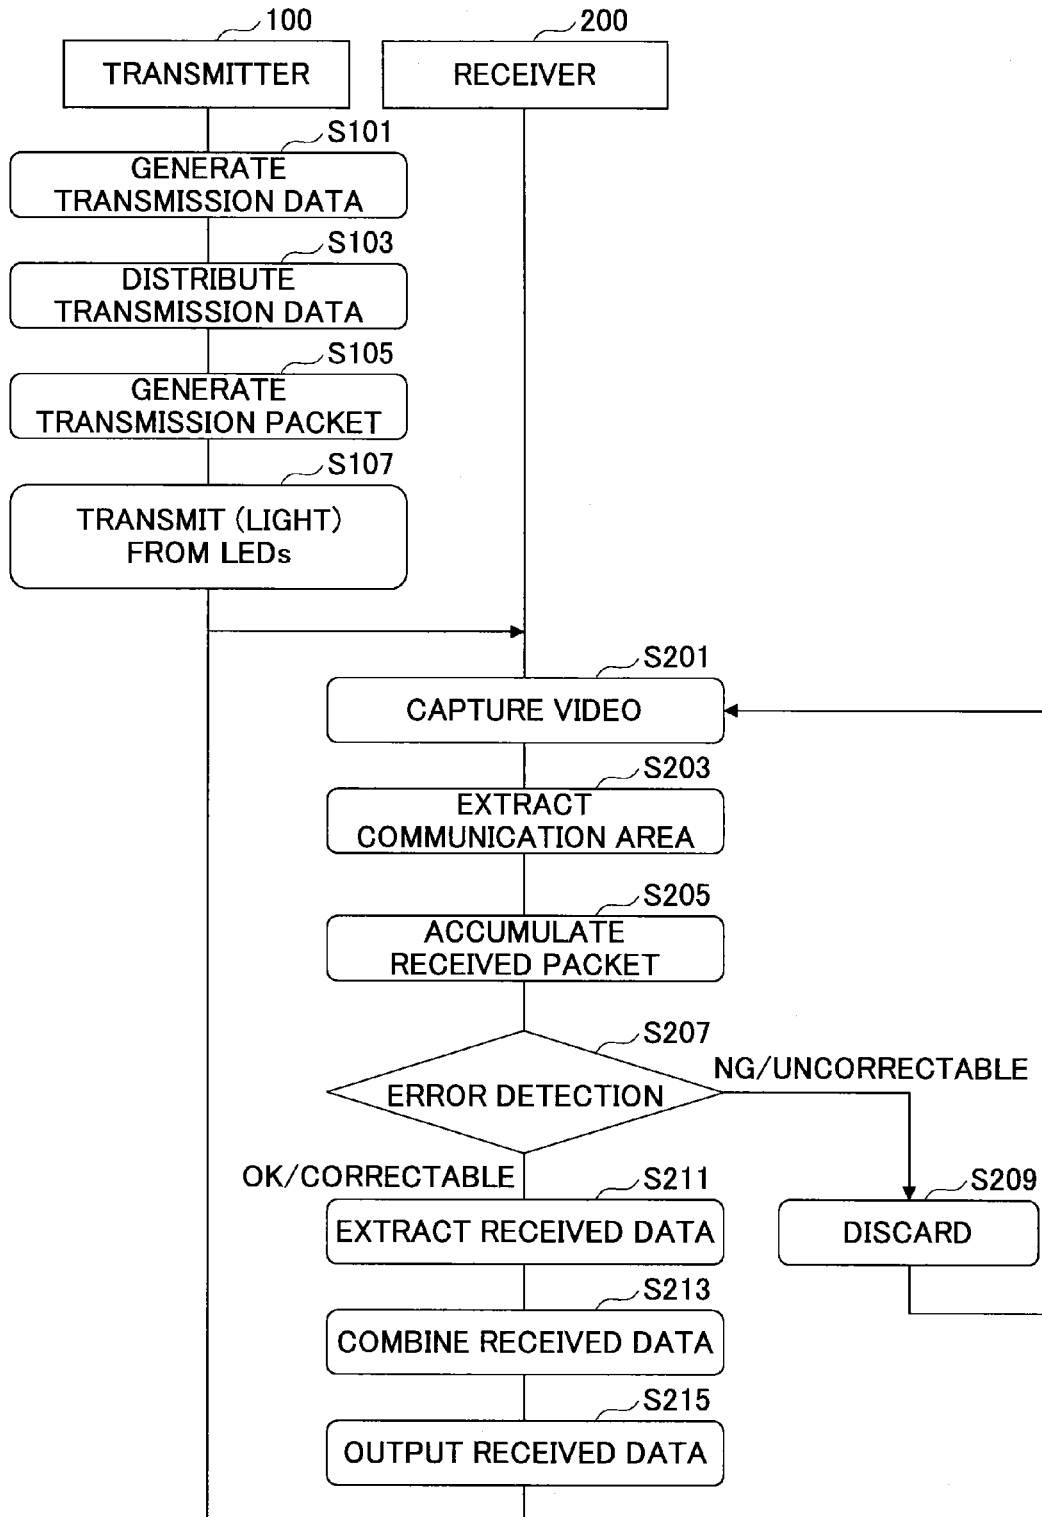 100
200
TRANSMITTER
RECEIVER
S101
GENERATE
TRANSMISSION DATA
S103
DISTRIBUTE
TRANSMISSION DATA
S105
GENERATE
TRANSMISSION PACKET
S107
TRANSMIT (LIGHT)
FROM LEDs
S201
CAPTURE VIDEO
S203
EXTRACT
COMMUNICATION AREA
S205
ACCUMULATE
RECEIVED PACKET
S207
ERROR DETECTION
NG/UNCORRECTABLE
OK/CORRECTABLE
S209
DISCARD
S211
EXTRACT RECEIVED DATA
S213
COMBINE RECEIVED DATA
S215
OUTPUT RECEIVED DATA